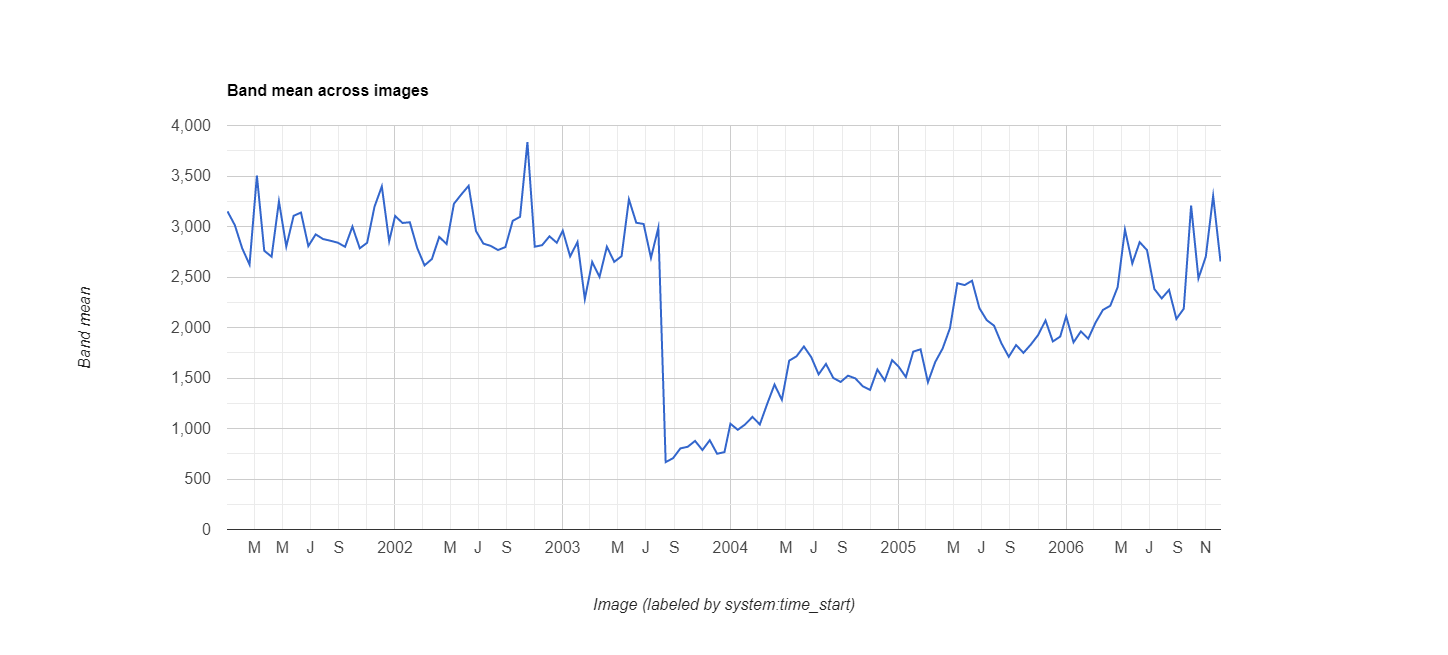 Band mean across images
4,000
3,500
3,000
2,500
2,000
1,500
1,000
500
0
Band mean
M M J S 2002 M J S 2003 M J S 2004 M J S 2005 M J S 2006 M J S N
Image (labeled by system:time_start)